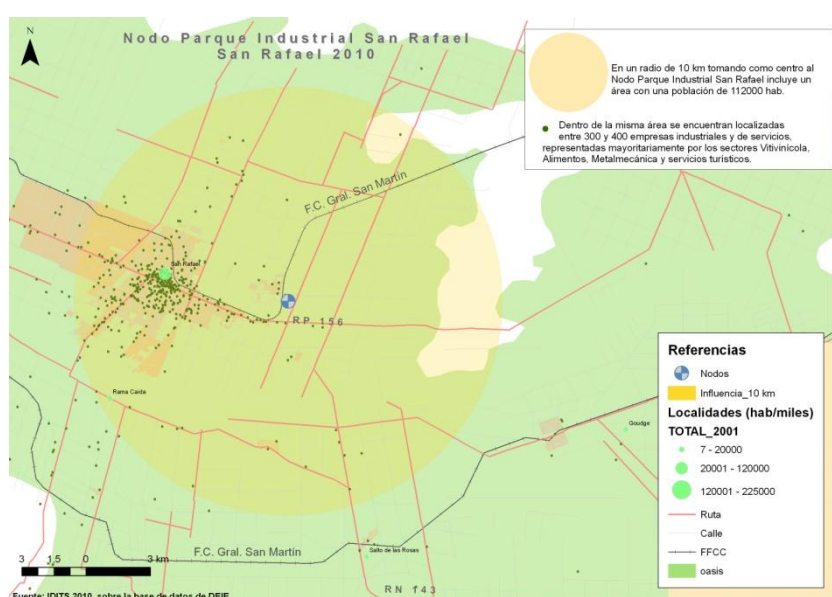 N
Nodo Parque Industrial San Rafael
San Rafael 2010
En un radio de 10 km tomando como centro al
Nodo Parque Industrial San Rafael incluye un
área con una población de 112000 hab.
Dentro de la misma área se encuentran localizadas
entre 300 y 400 empresas industriales y de servicios,
representadas mayoritariamente por los sectores Vitivinícola,
Alimentos, Metalmecánica y servicios turísticos.
F.C. Gral. San Martín
San Rafael
RP 156
Rama Caída
Goudge
F.C. Gral. San Martín
Salto de las Rosas
RN 143
Referencias
Nodos
Influencia_10 km
Localidades (hab/miles)
TOTAL_2001
7 - 20000
20001 - 120000
120001 - 225000
Ruta
Calle
FFCC
oasis
3 1,5 0 3 km
Fuente: IDITS 2010, sobre la base de datos de DEIE